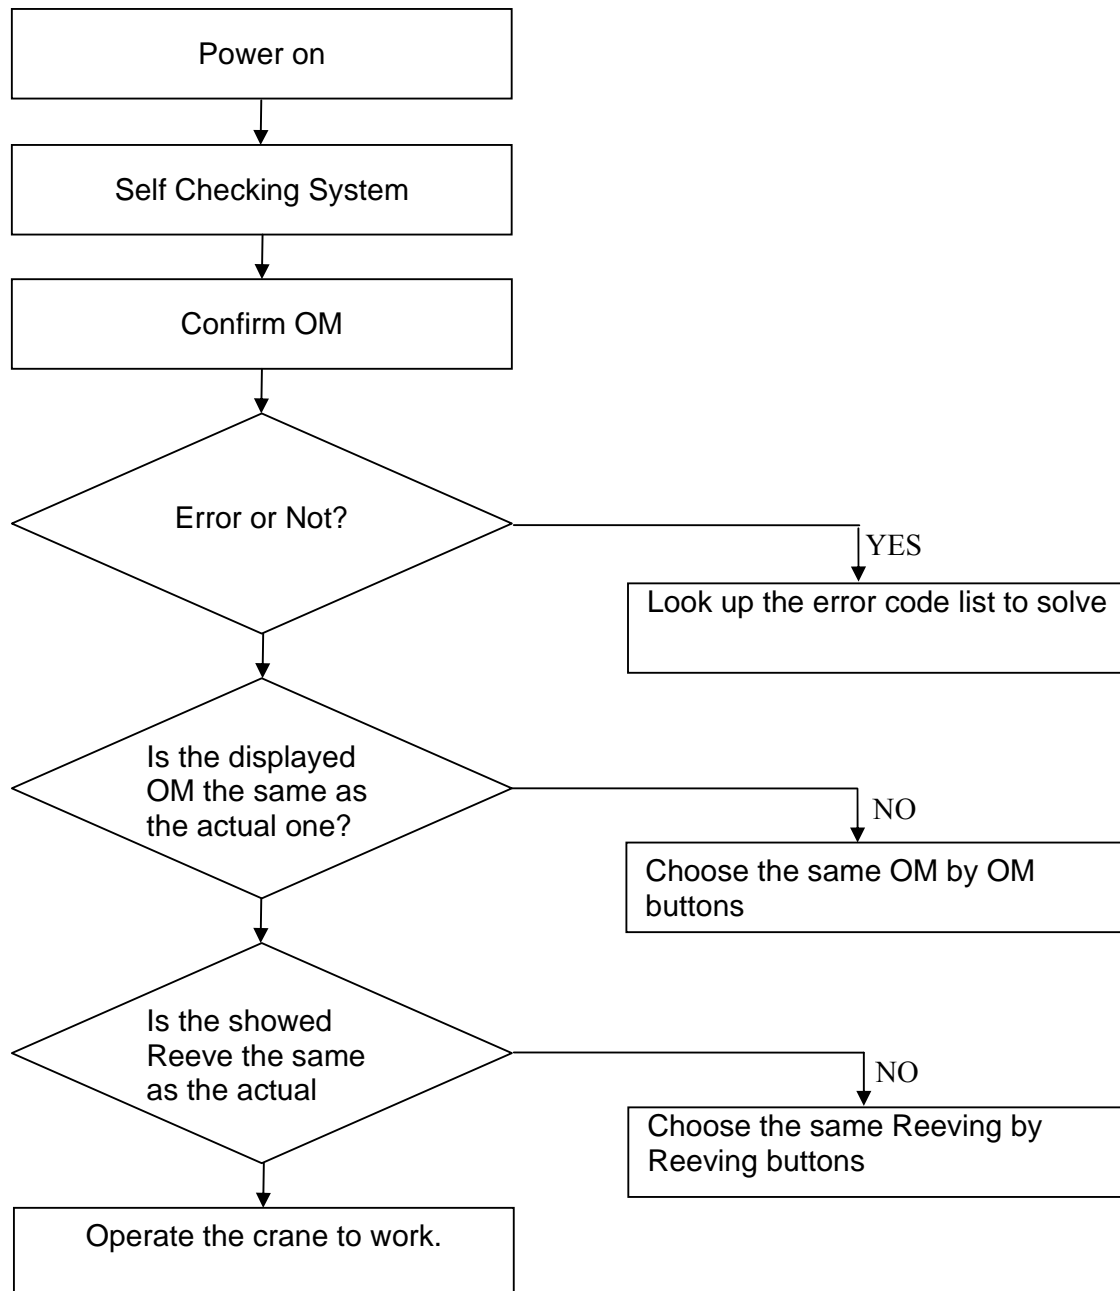 Power on
Self Checking System
Confirm OM
Error or Not?
YES
Look up the error code list to solve
Is the displayed
OM the same as
the actual one?
NO
Choose the same OM by OM
buttons
Is the showed
Reeve the same
as the actual
NO
Choose the same Reeving by
Reeving buttons
Operate the crane to work.